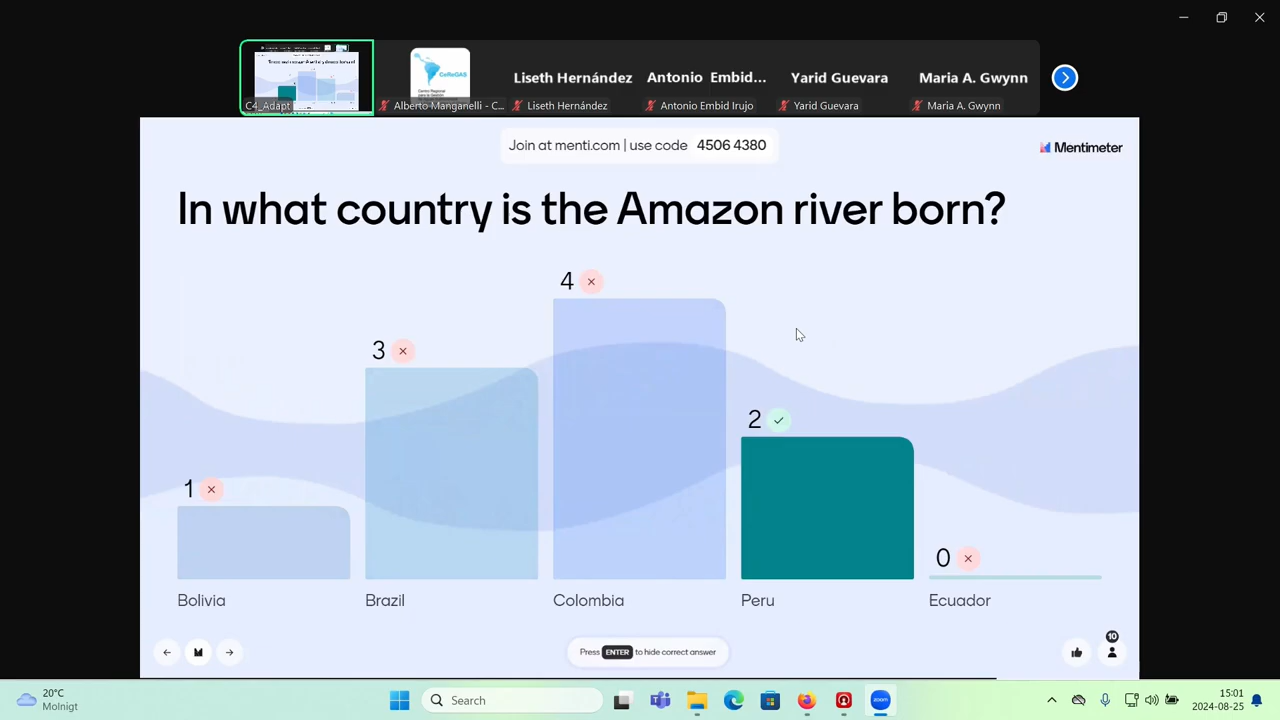 Liseth Hernández
Antonio Embid...
Yarid Guevara
Maria A. Gwynn
CeReGAS
C4_Adapt
Alberto Manganelli - C...
Liseth Hernández
Antonio Embid Irujo
Yarid Guevara
Maria A. Gwynn
Join at menti.com | use code 4506 4380
Mentimeter
In what country is the Amazon river born?
4
3
2
1
0
Bolivia
Brazil
Colombia
Peru
Ecuador
Press ENTER to hide correct answer
10
20°C
Molnigt
Search
zoom
15:01
2024-08-25